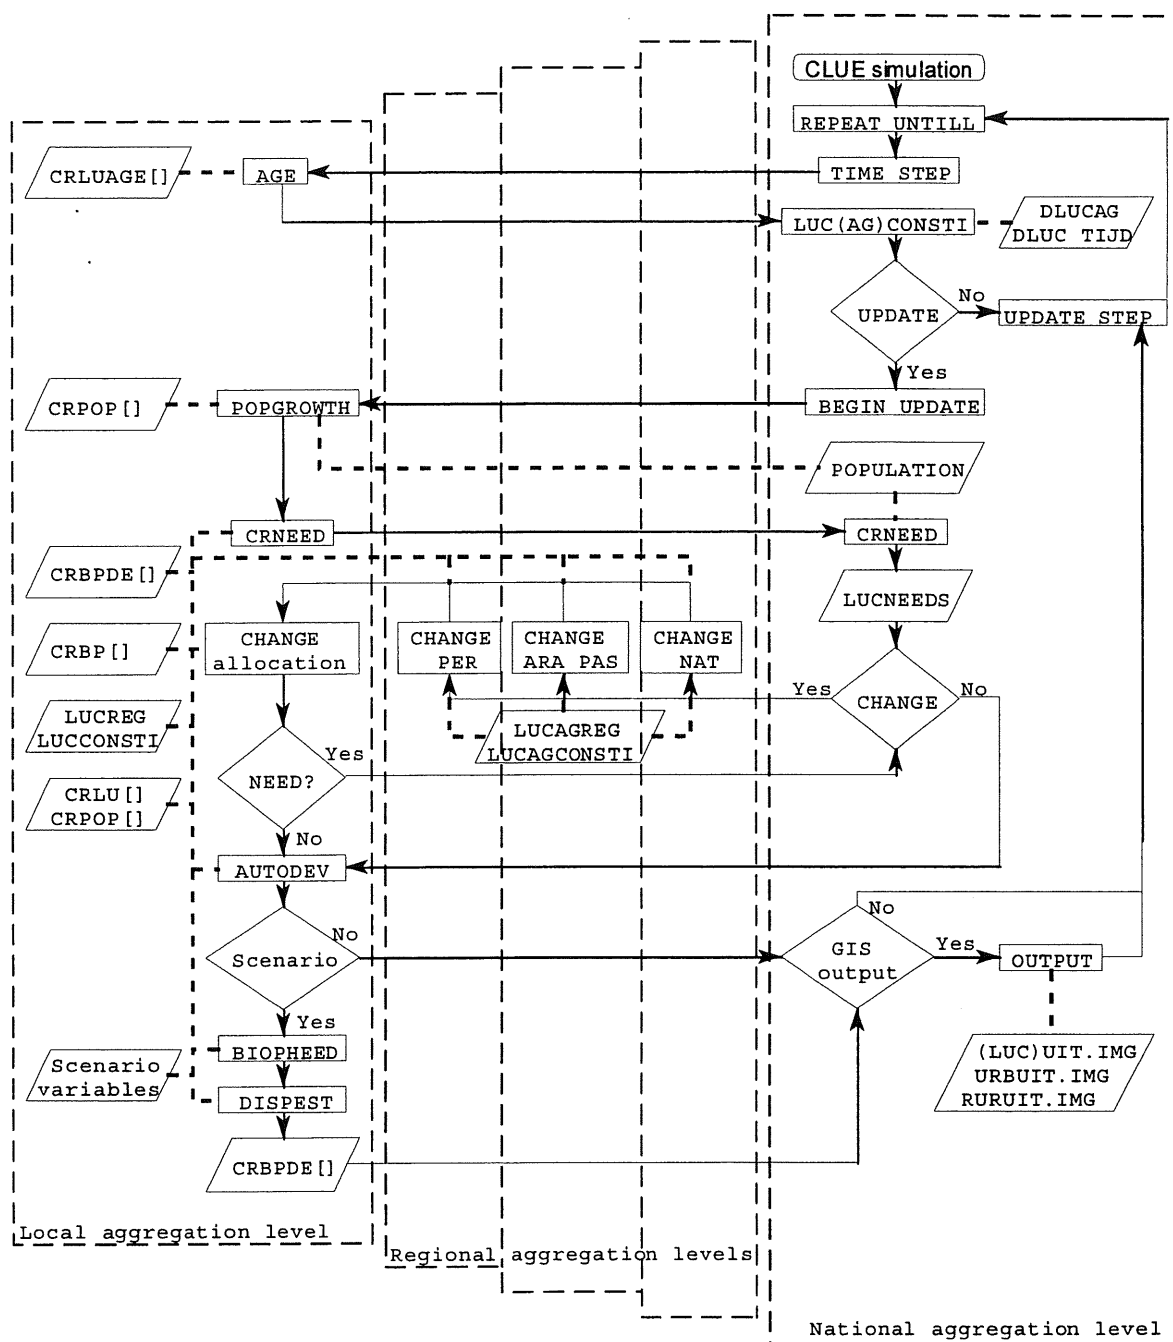 CLUE simulation
REPEAT UNTILL
CRLUAGE[]
AGE
TIME STEP
LUC(AG)CONSTI
DLUCAG
DLUC TIJD
UPDATE
No
UPDATE STEP
Yes
CRPOP[]
POPGROWTH
BEGIN UPDATE
POPULATION
CRNEED
CRNEED
CRBPDE[]
LUCNEEDS
CRBP[]
CHANGE
allocation
CHANGE
PER
CHANGE
ARA PAS
CHANGE
NAT
Yes
CHANGE
No
LUCREG
LUCCONSTI
LUCAGREG
LUCAGCONSTI
Yes
NEED?
CRLU[]
CRPOP[]
No
AUTODEV
No
Scenario
No
GIS
output
Yes
OUTPUT
Yes
BIOPHEED
Scenario
variables
DISPEST
(LUC)UIT.IMG
URBUIT.IMG
RURUIT.IMG
CRBPDE[]
Local aggregation level
Regional aggregation levels
National aggregation level